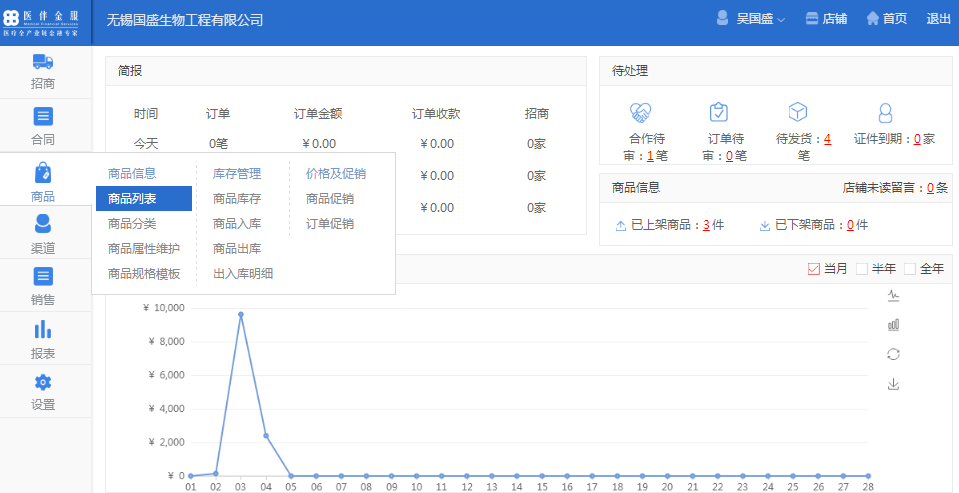 医伴金服
Medical Financial Services
医疗全产业链金融专家
无锡国盛生物工程有限公司
吴国盛
店铺
首页
退出
招商
合同
商品
渠道
销售
报表
设置
简报
时间 订单 订单金额 订单收款 招商
今天 0笔 ¥0.00 ¥0.00 0家
¥0.00 0家
¥0.00 0家
商品信息 库存管理 价格及促销
商品列表 商品库存 商品促销
商品分类 商品入库 订单促销
商品属性维护 商品出库
商品规格模板 出入库明细
待处理
合作待
审：1笔
订单待
审：0笔
待发货：4
笔
证件到期：0家
商品信息 店铺未读留言：0条
已上架商品：3件 已下架商品：0件
当月 半年 全年
¥ 10,000
¥ 8,000
¥ 6,000
¥ 4,000
¥ 2,000
¥ 0
01 02 03 04 05 06 07 08 09 10 11 12 13 14 15 16 17 18 19 20 21 22 23 24 25 26 27 28